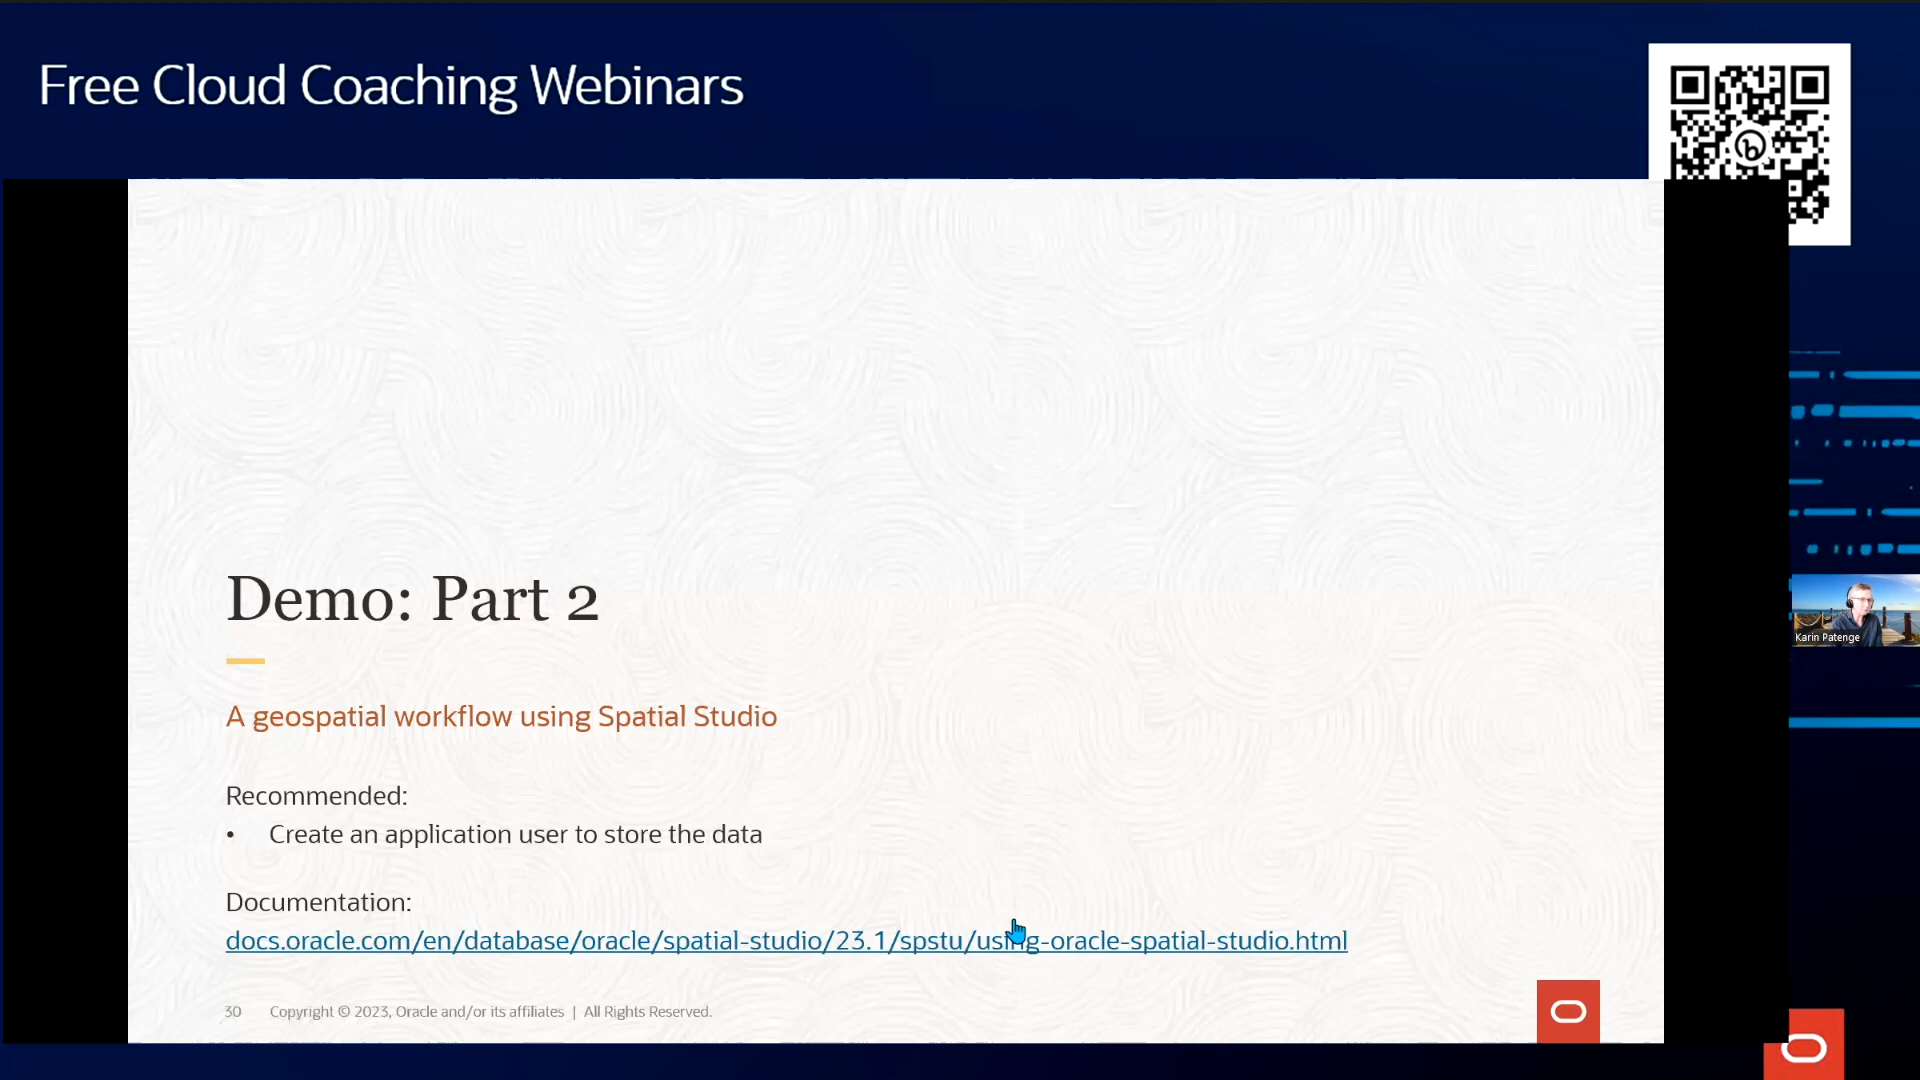 Free Cloud Coaching Webinars
Demo: Part 2
A geospatial workflow using Spatial Studio
Recommended:
• Create an application user to store the data
Documentation:
docs.oracle.com/en/database/oracle/spatial-studio/23.1/spstu/using-oracle-spatial-studio.html
30 Copyright © 2023, Oracle and/or its affiliates | All Rights Reserved.
Karin Patenge